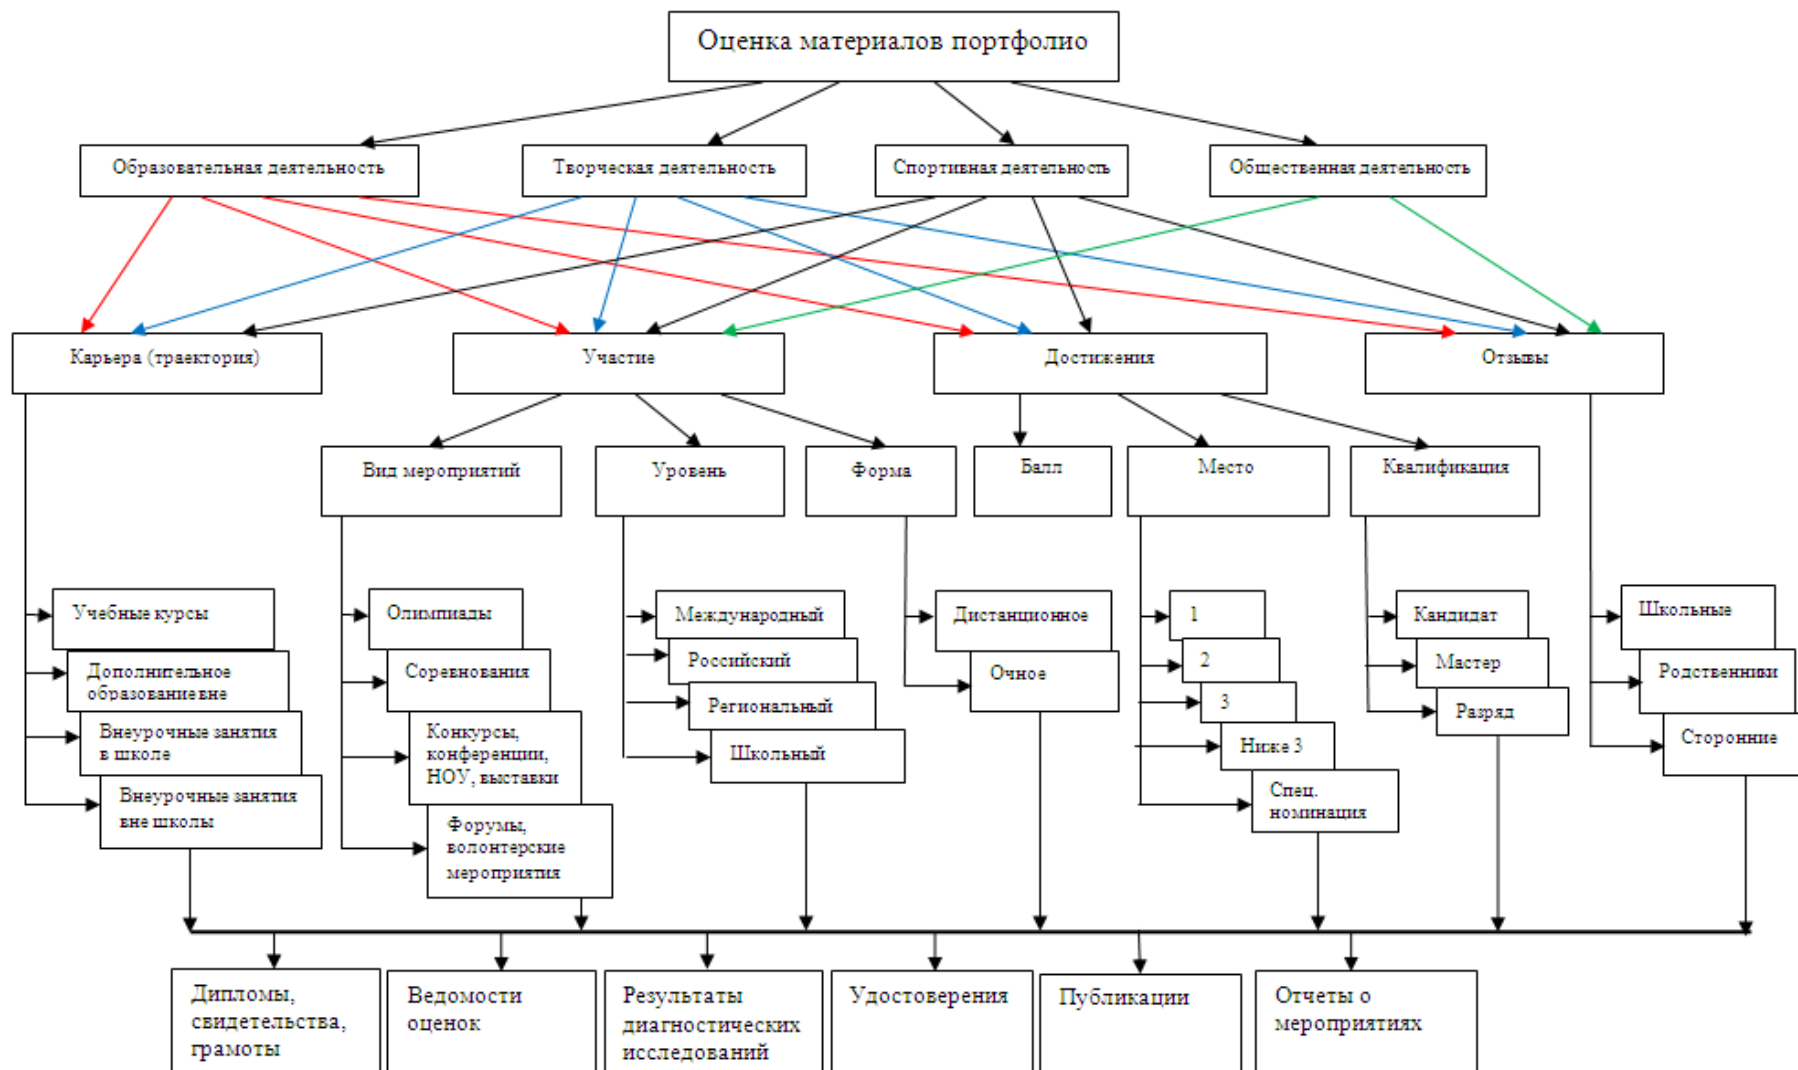 Оценка материалов портфолио
Образовательная деятельность
Творческая деятельность
Спортивная деятельность
Общественная деятельность
Карьера (траектория)
Участие
Достижения
Отзывы
Вид мероприятий
Уровень
Форма
Балл
Место
Квалификация
Учебные курсы
Дополнительное
образование вне
Внеурочные занятия
в школе
Внеурочные занятия
вне школы
Олимпиады
Соревнования
Конкурсы,
конференции,
НОУ, выставки
Форумы,
волонтерские
мероприятия
Международный
Российский
Региональный
Школьный
Дистанционное
Очное
1
2
3
Ниже 3
Спец.
номинация
Кандидат
Мастер
Разряд
Школьные
Родственники
Сторонние
Дипломы,
свидетельства,
грамоты
Ведомости
оценок
Результаты
диагностических
исследований
Удостоверения
Публикации
Отчеты о
мероприятиях